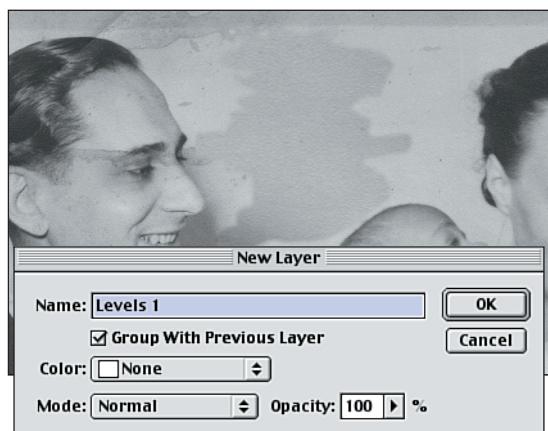 New Layer
Name: Levels 1
OK
Group With Previous Layer
Cancel
Color: None
Mode: Normal Opacity: 100 %